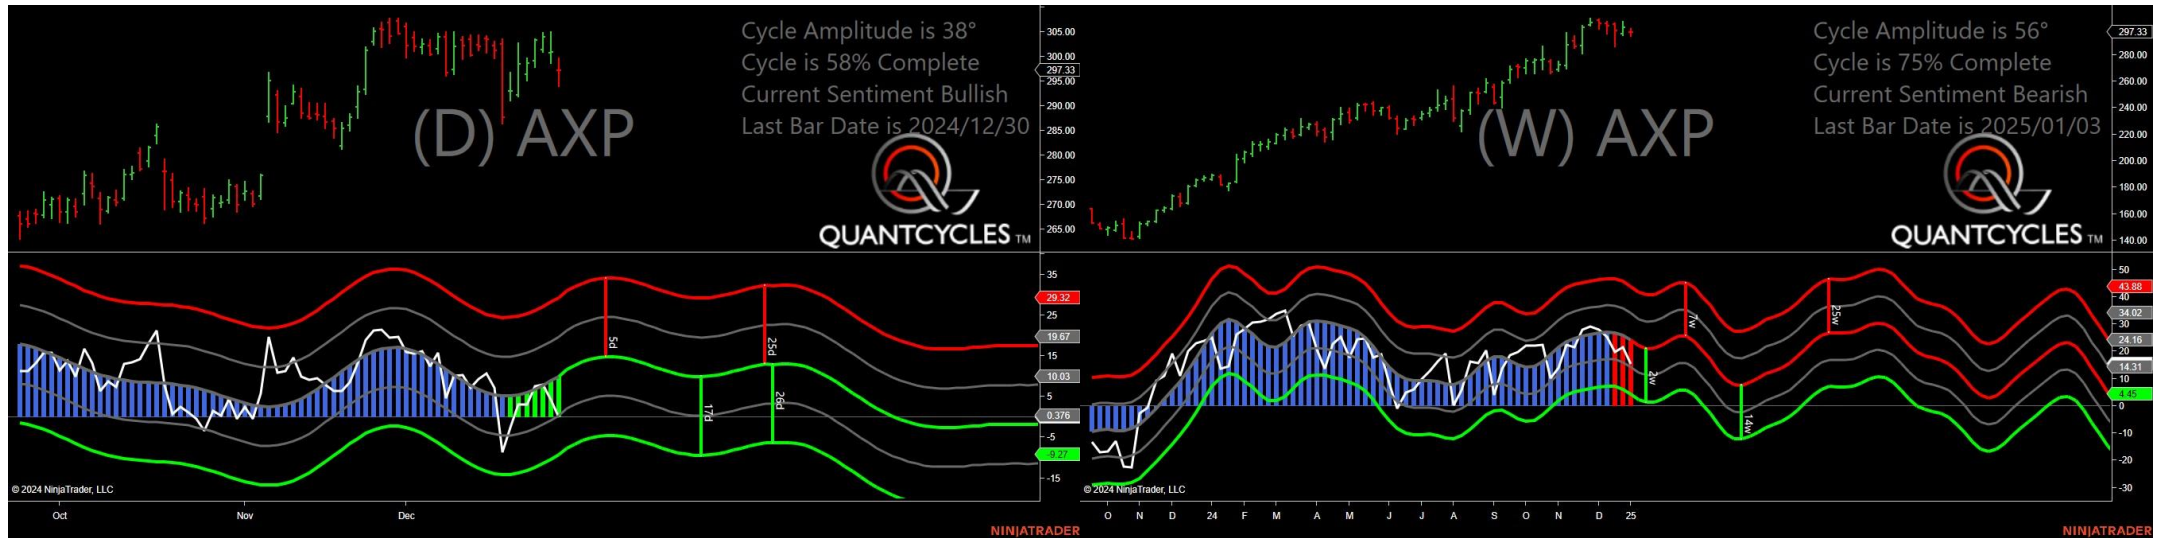 Cycle Amplitude is 38°
Cycle is 58% Complete
Current Sentiment Bullish
Last Bar Date is 2024/12/30
(D) AXP
QUANTCYCLES TM
305.00
300.00
297.33
295.00
290.00
285.00
280.00
275.00
270.00
265.00
35
29.32
25
19.67
15
10.03
5
0.376
-5
-9.27
-15
5d
17d
25d
26d
© 2024 NinjaTrader, LLC
Oct
Nov
Dec
NINJATRADER
Cycle Amplitude is 56°
Cycle is 75% Complete
Current Sentiment Bearish
Last Bar Date is 2025/01/03
(W) AXP
QUANTCYCLES TM
297.33
280.00
260.00
240.00
220.00
200.00
180.00
160.00
140.00
50
43.88
40
34.02
30
24.16
20
14.31
10
4.45
0
-10
-20
-30
2w
7w
14w
25w
© 2024 NinjaTrader, LLC
O N D 24 F M A M J J A S O N D 25
NINJATRADER